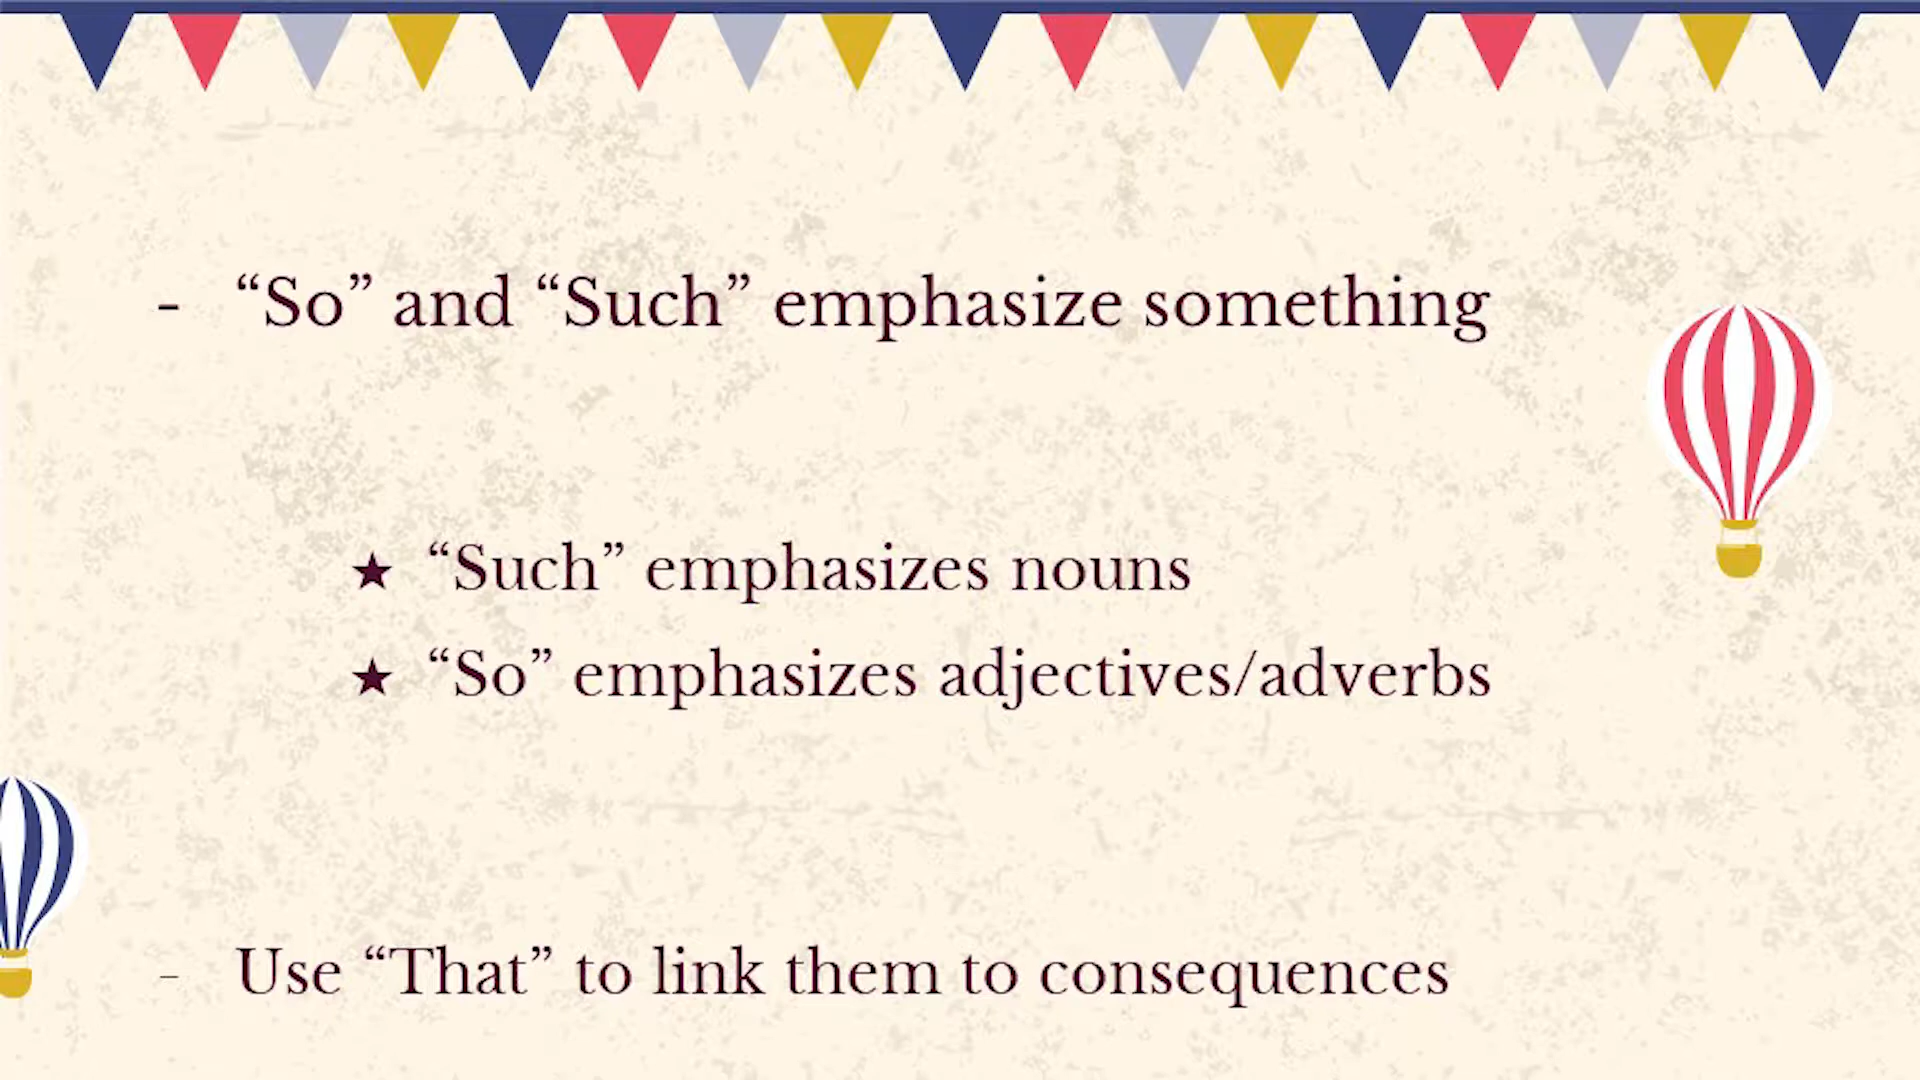 - “So” and “Such” emphasize something
★ “Such” emphasizes nouns
★ “So” emphasizes adjectives/adverbs
- Use “That” to link them to consequences